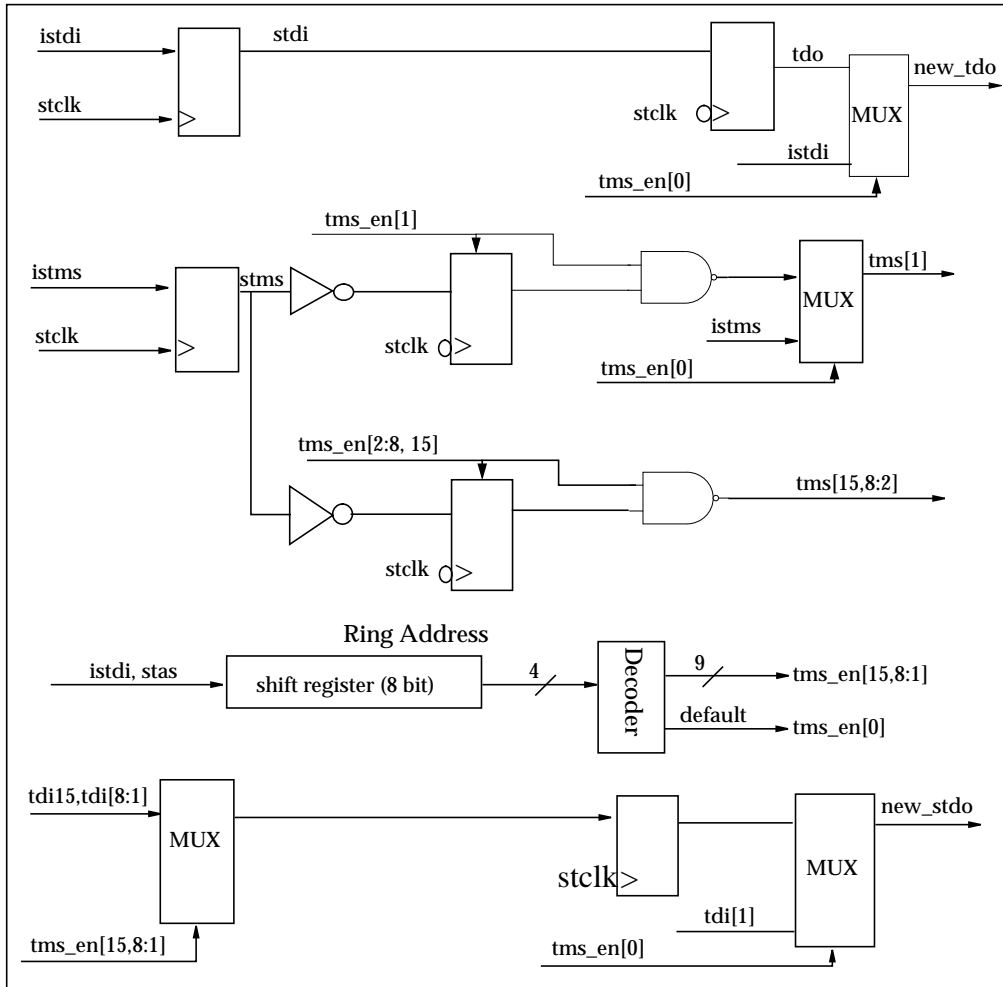 istdi
stdi
tdo
new_tdo
stclk
stclk
MUX
istdi
tms_en[0]
tms_en[1]
istms
stms
tms[1]
MUX
stclk
stclk
istms
tms_en[0]
tms_en[2:8, 15]
tms[15,8:2]
stclk
Ring Address
istdi, stas
shift register (8 bit)
4
Decoder
9
tms_en[15,8:1]
default
tms_en[0]
tdi15,tdi[8:1]
MUX
new_stdo
MUX
stclk
tdi[1]
tms_en[15,8:1]
tms_en[0]